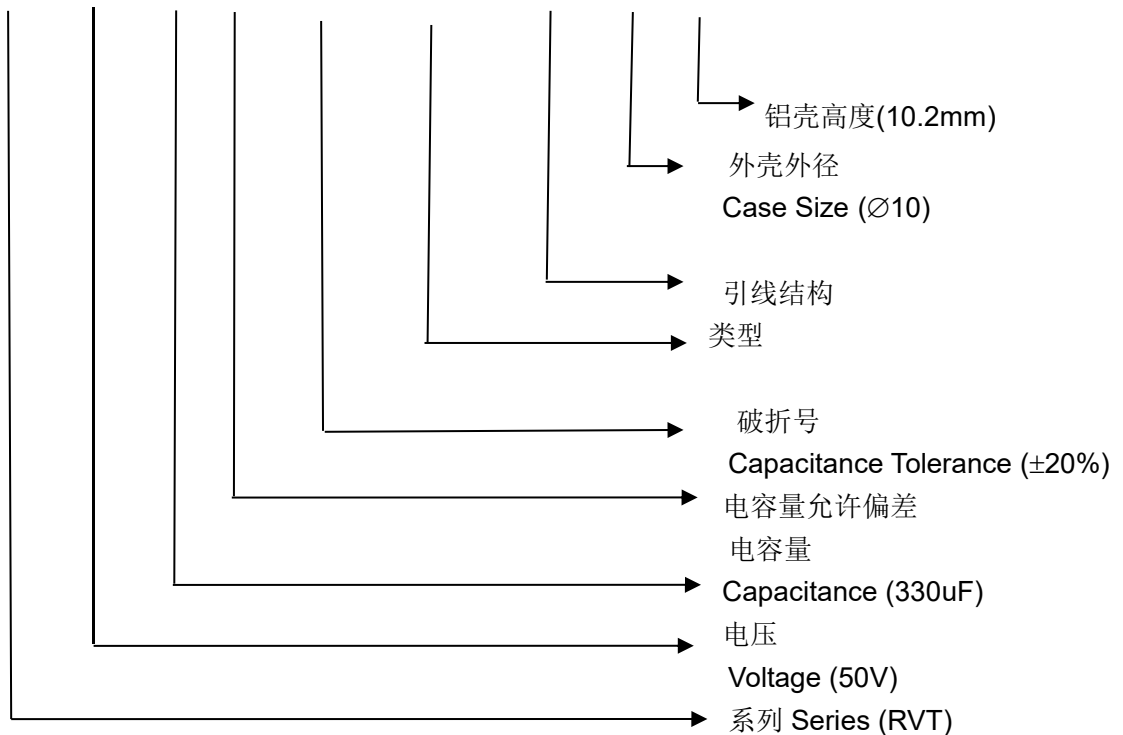 铝壳高度(10.2mm)
外壳外径
Case Size (∅10)
引线结构
类型
破折号
Capacitance Tolerance (±20%)
电容量允许偏差
电容量
Capacitance (330uF)
电压
Voltage (50V)
系列 Series (RVT)